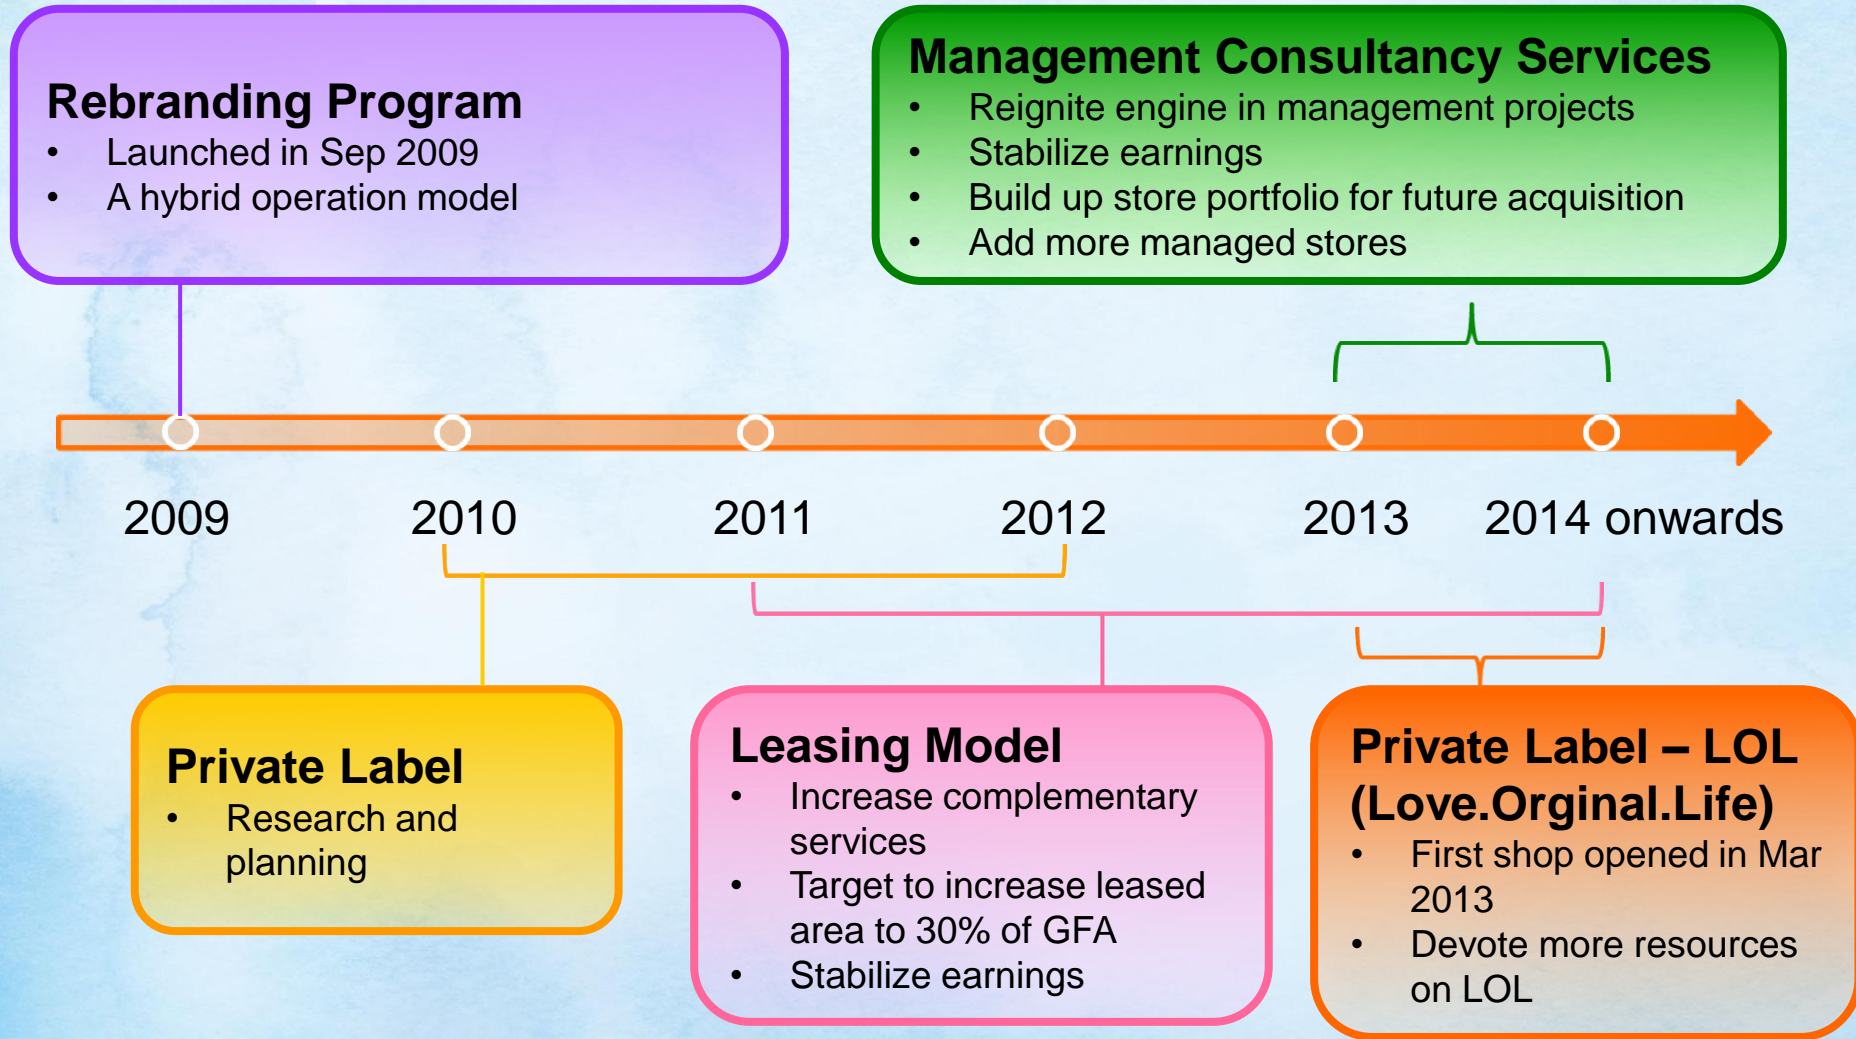 Rebranding Program
• Launched in Sep 2009
• A hybrid operation model
Management Consultancy Services
• Reignite engine in management projects
• Stabilize earnings
• Build up store portfolio for future acquisition
• Add more managed stores
2009
2010
2011
2012
2013
2014 onwards
Private Label
• Research and
planning
Leasing Model
• Increase complementary
services
• Target to increase leased
area to 30% of GFA
• Stabilize earnings
Private Label – LOL
(Love.Orginal.Life)
• First shop opened in Mar
2013
• Devote more resources
on LOL